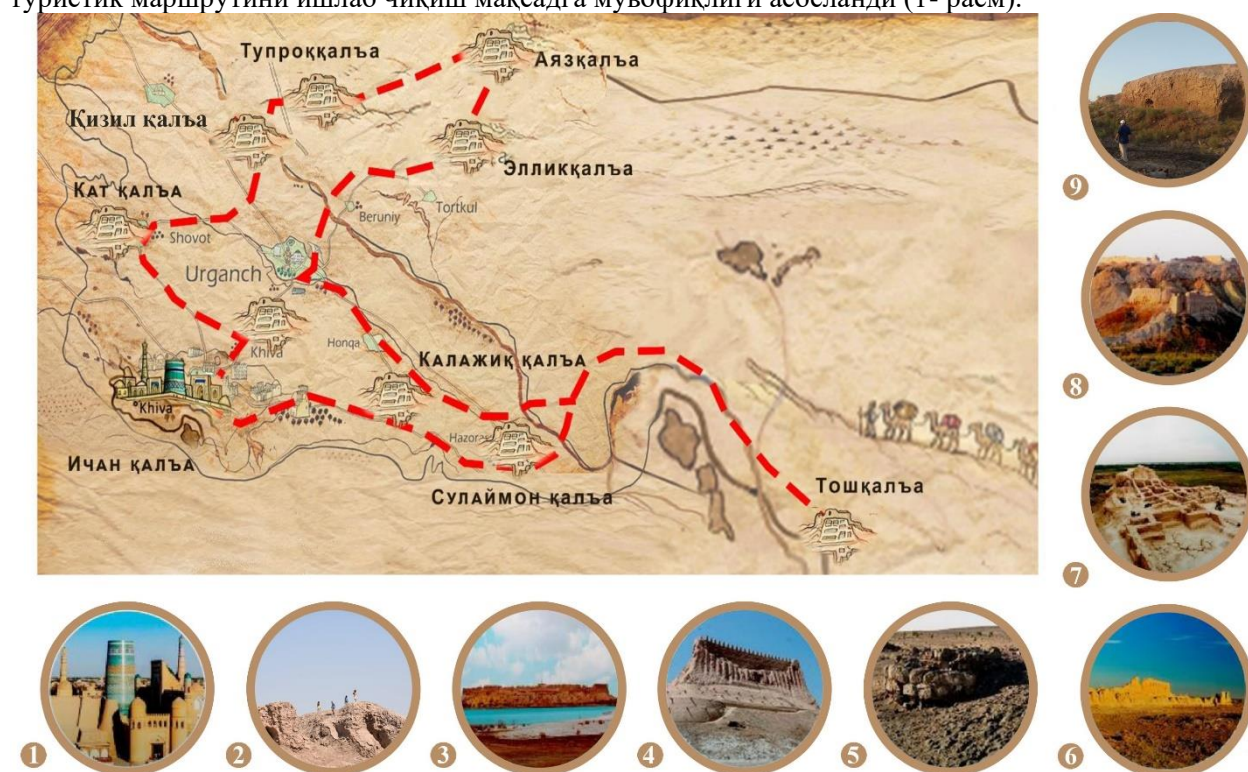 туристик маршрутини ишлаб чиқиш мақсадга мувофиқлиги асосланди (1- расм).
Тупроққалъа
Аязқалъа
Қизил қалъа
Элликқалъа
Кат қалъа
Beruniy
Tortkul
Shovot
Urganch
Khiva
Honqa
Калажиқ қалъа
Khiva
Hazoras
Ичан қалъа
Сулаймон қалъа
Тошқалъа
9
8
7
1
2
3
4
5
6